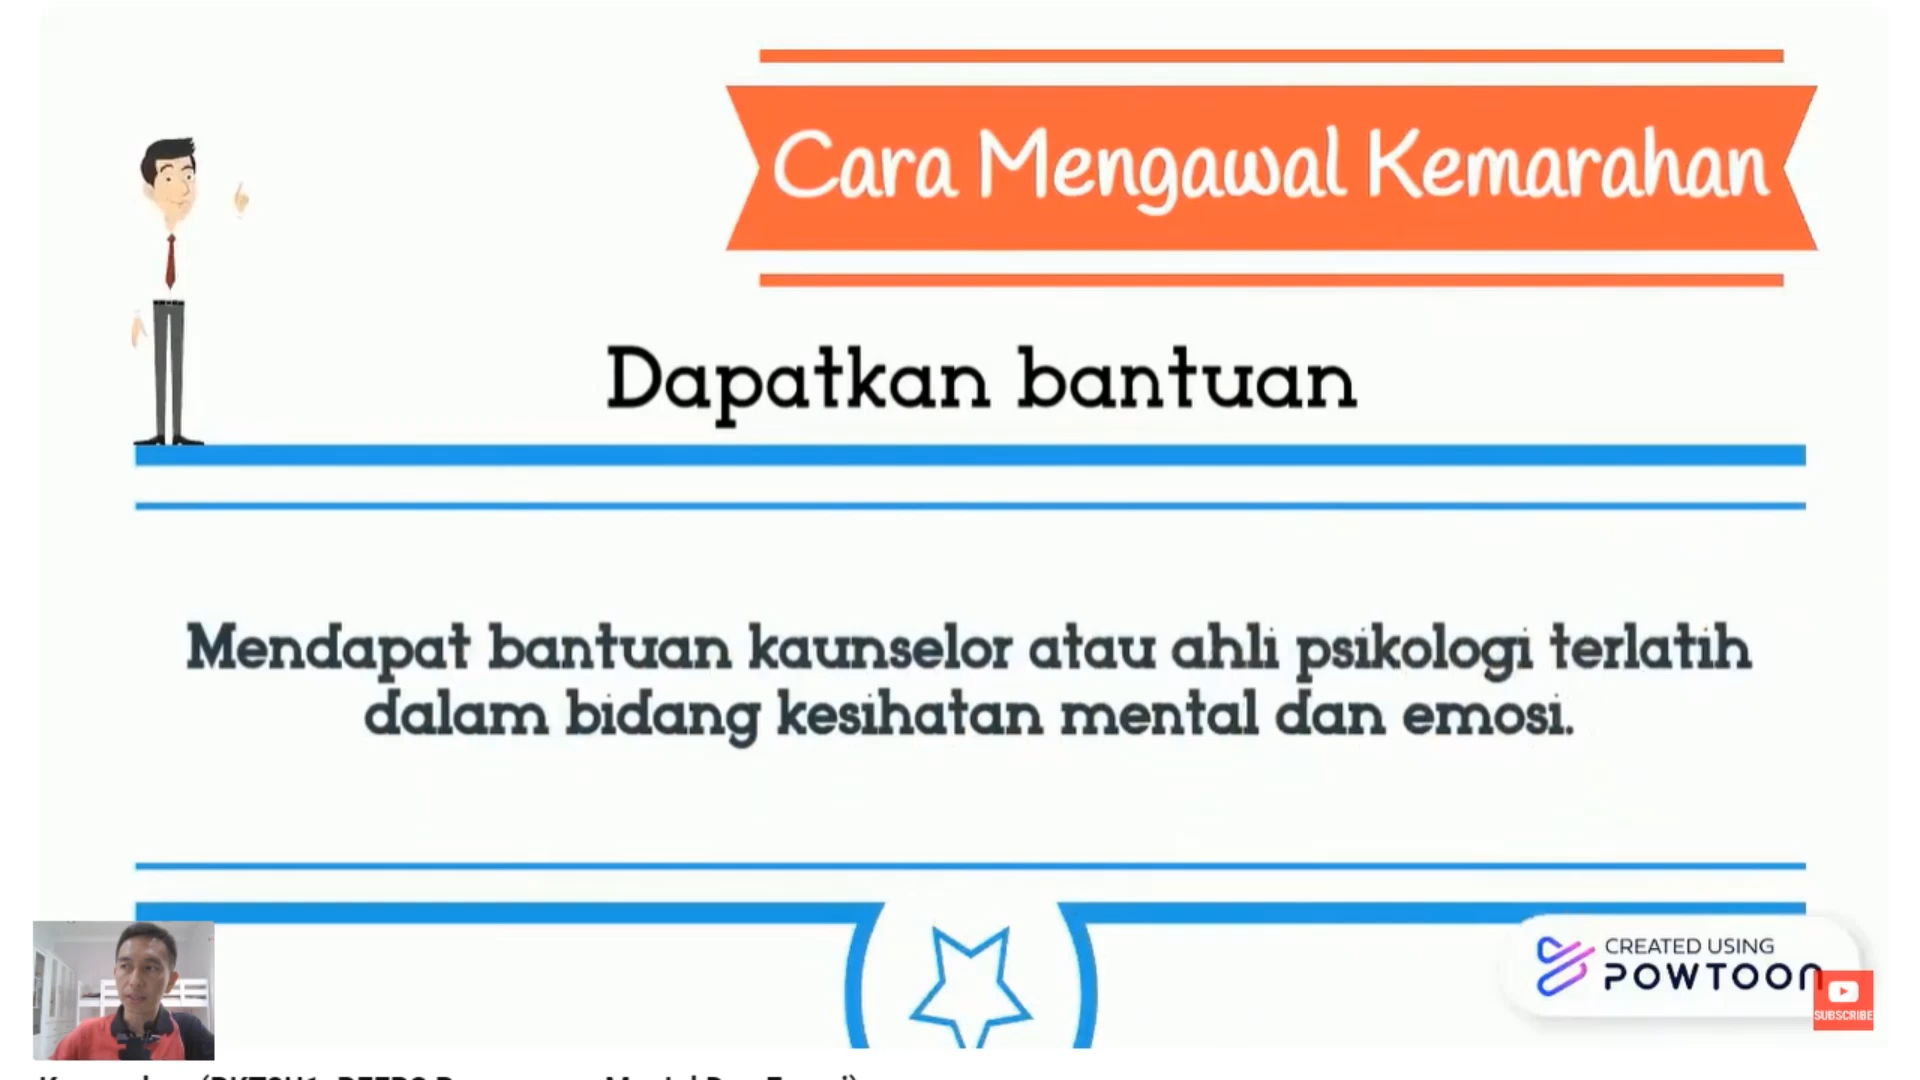 Cara Mengawal Kemarahan
Dapatkan bantuan
Mendapat bantuan kaunselor atau ahli psikologi terlatih
dalam bidang kesihatan mental dan emosi.
CREATED USING
POWTOON
SUBSCRIBE